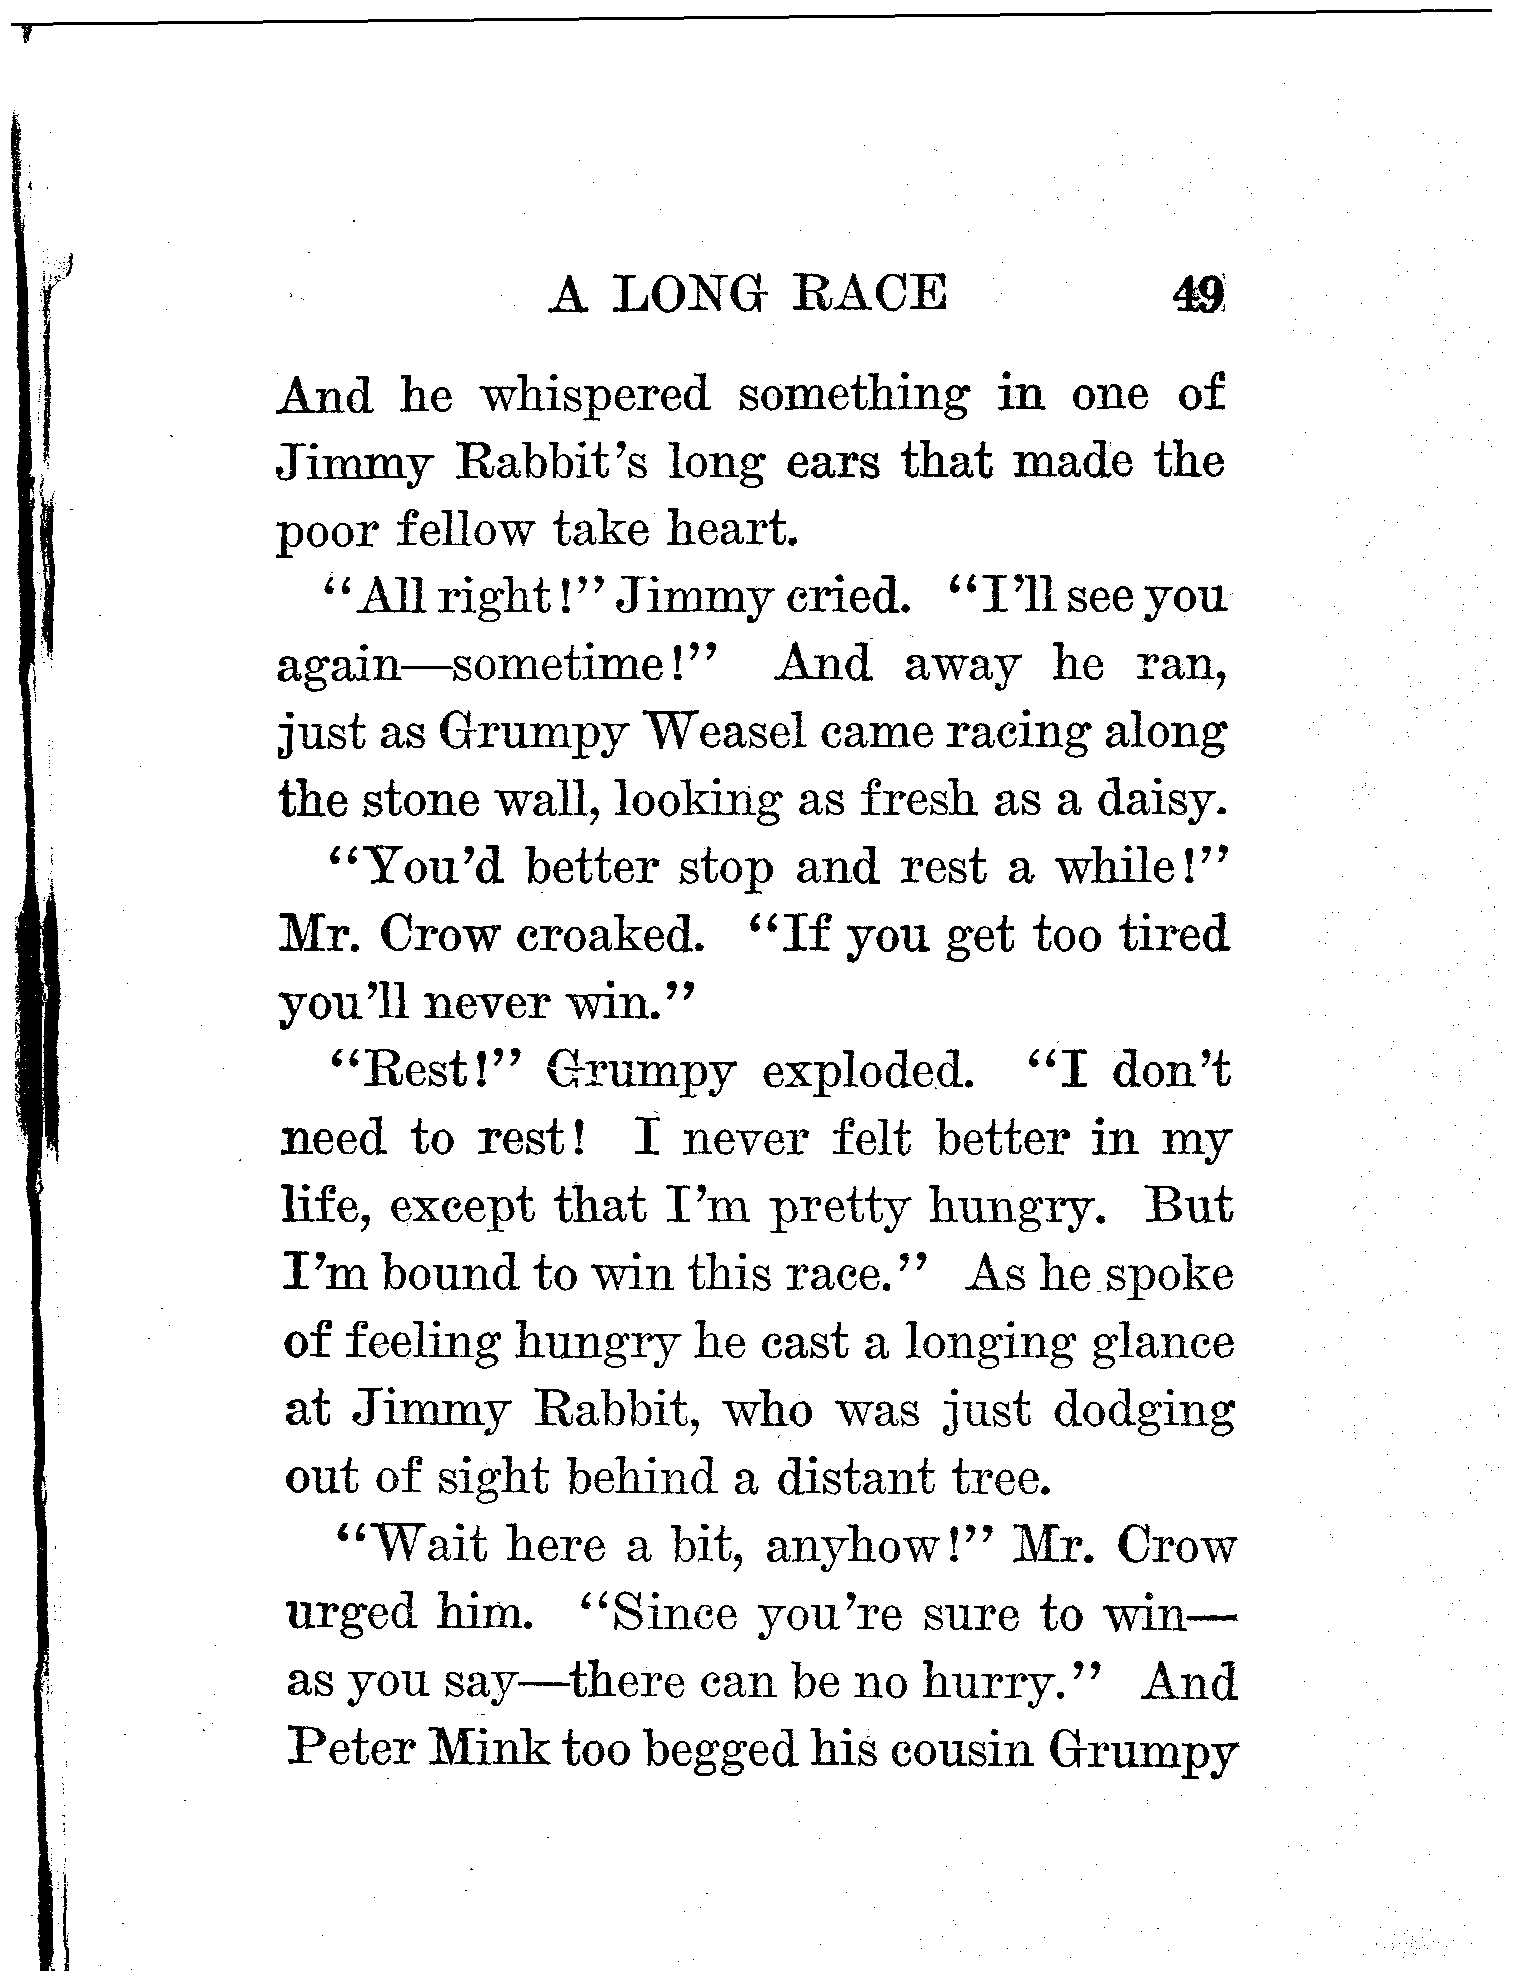 A LONG RACE 49
And he whispered something in one of
Jimmy Rabbit's long ears that made the
poor fellow take heart.
"All right!" Jimmy cried. "I'll see you
again—sometime!" And away he ran,
just as Grumpy Weasel came racing along
the stone wall, looking as fresh as a daisy.
"You'd better stop and rest a while!"
Mr. Crow croaked. "If you get too tired
you'll never win."
"Rest!" Grumpy exploded. "I don't
need to rest! I never felt better in my
life, except that I'm pretty hungry. But
I'm bound to win this race." As he spoke
of feeling hungry he cast a longing glance
at Jimmy Rabbit, who was just dodging
out of sight behind a distant tree.
"Wait here a bit, anyhow!" Mr. Crow
urged him. "Since you're sure to win—
as you say—there can be no hurry." And
Peter Mink too begged his cousin Grumpy